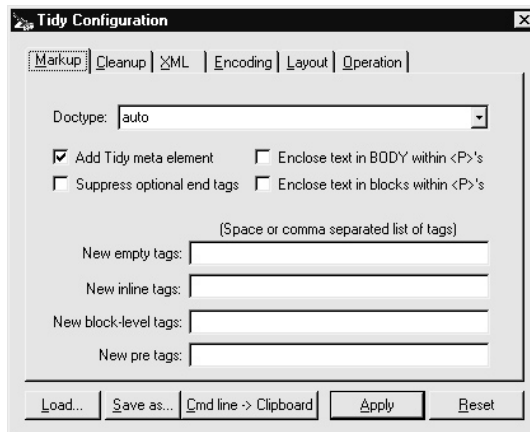 Tidy Configuration
Markup Cleanup XML Encoding Layout Operation
Doctype: auto
Add Tidy meta element Enclose text in BODY within <P>'s
Suppress optional end tags Enclose text in blocks within <P>'s
(Space or comma separated list of tags)
New empty tags:
New inline tags:
New block-level tags:
New pre tags:
Load... Save as... Cmd line -> Clipboard Apply Reset